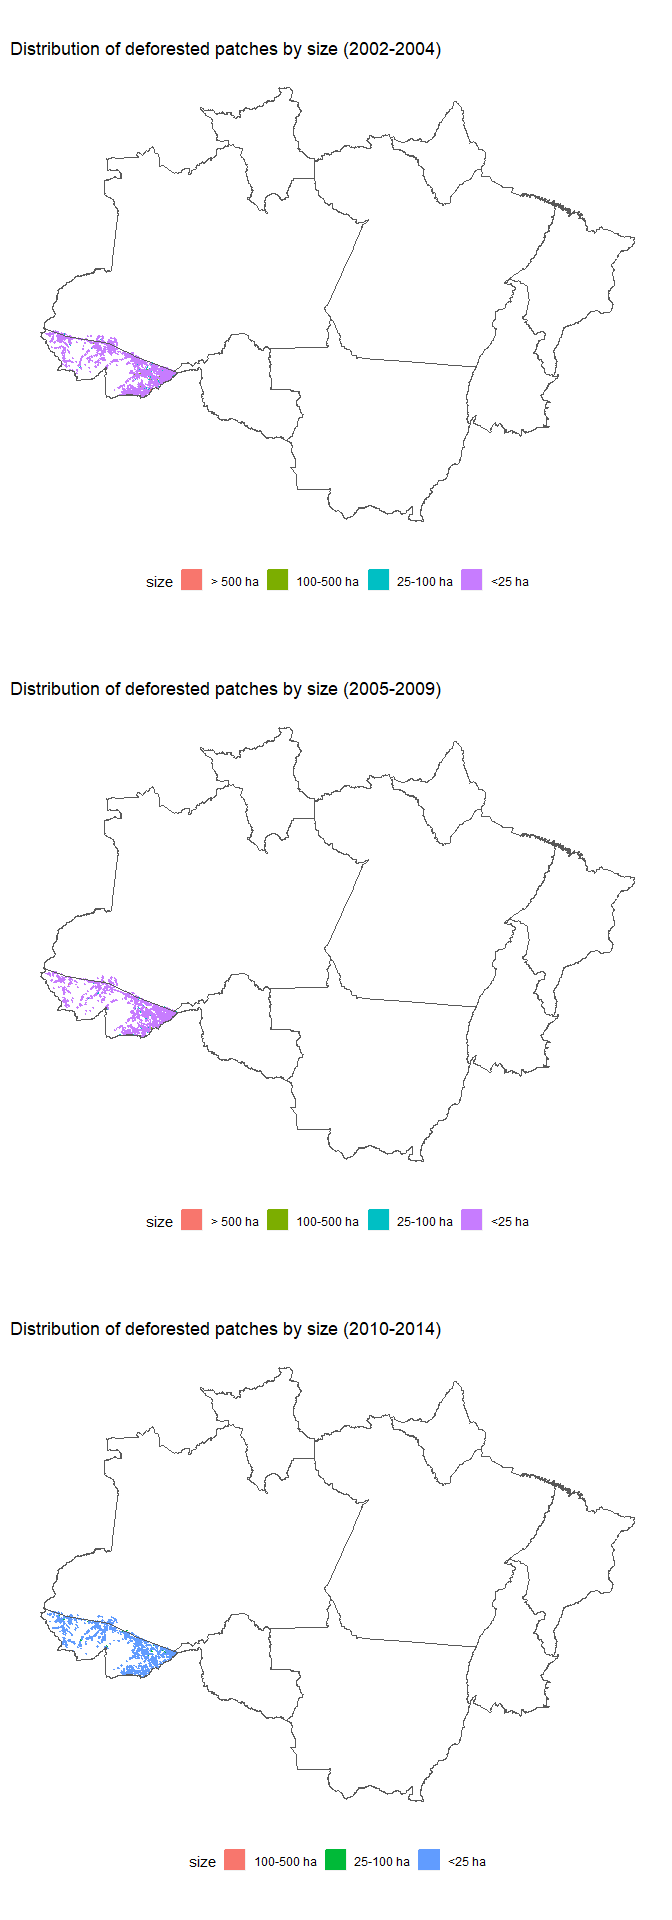 Distribution of deforested patches by size (2002-2004)
size > 500 ha 100-500 ha 25-100 ha <25 ha
Distribution of deforested patches by size (2005-2009)
size > 500 ha 100-500 ha 25-100 ha <25 ha
Distribution of deforested patches by size (2010-2014)
size 100-500 ha 25-100 ha <25 ha